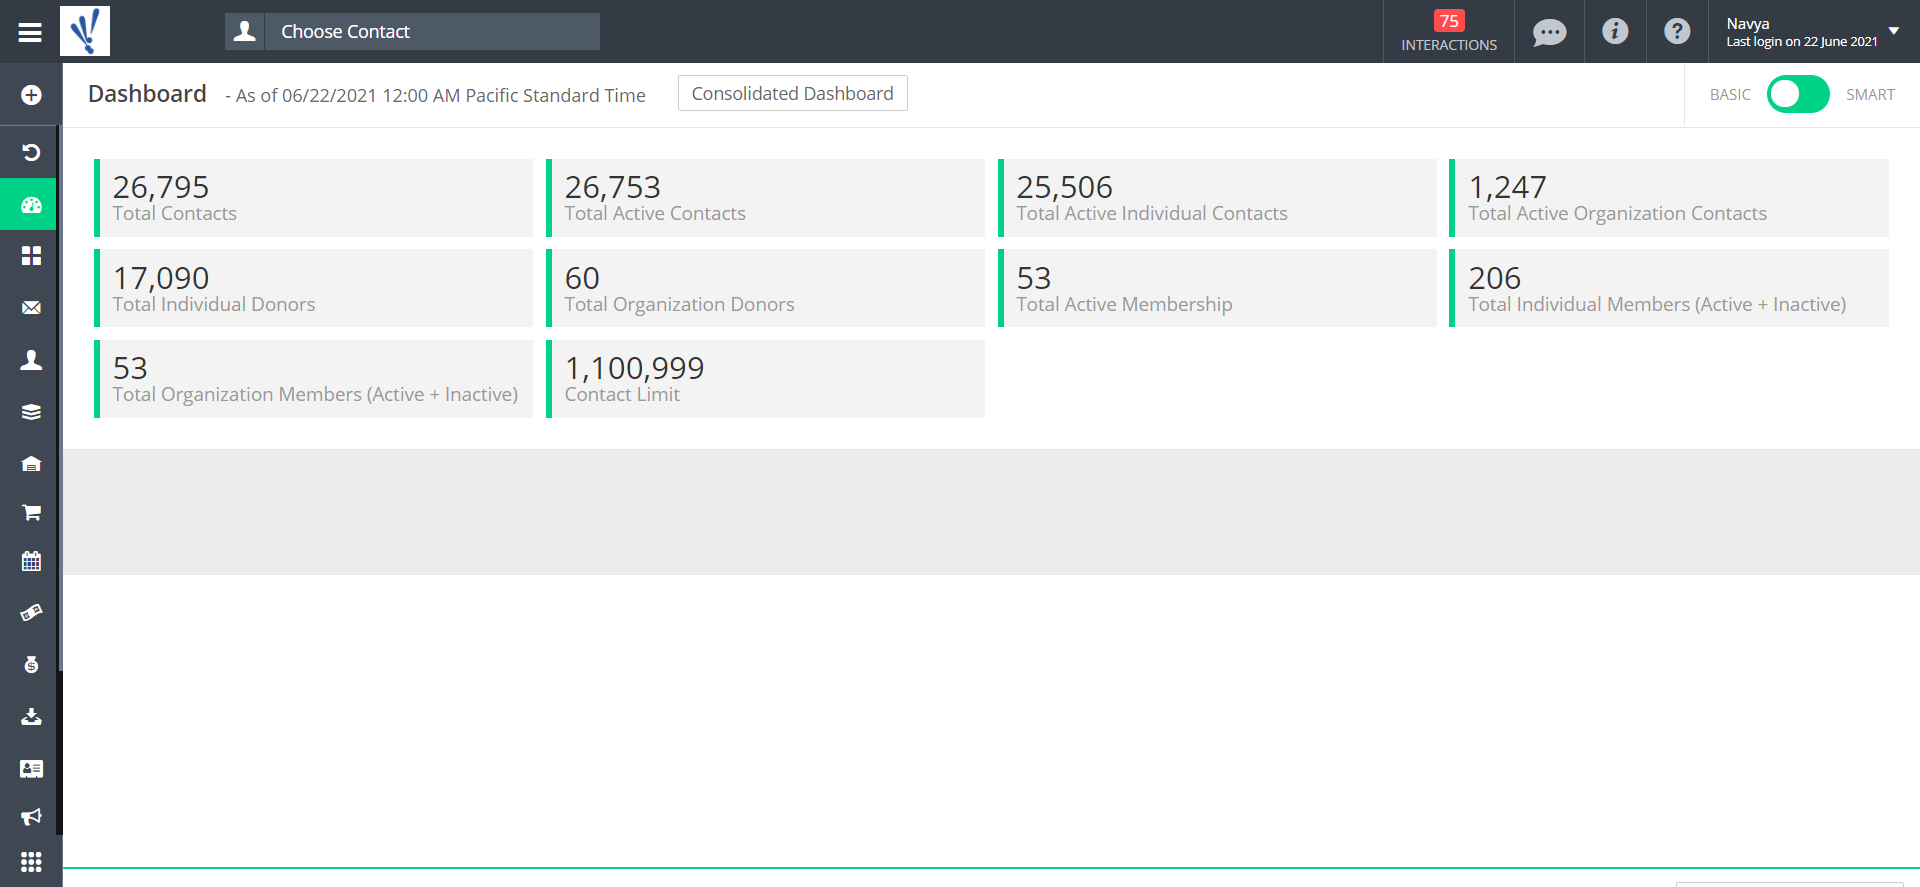 Choose Contact
75
INTERACTIONS
Navya
Last login on 22 June 2021
Dashboard - As of 06/22/2021 12:00 AM Pacific Standard Time
Consolidated Dashboard
BASIC SMART
26,795
Total Contacts
26,753
Total Active Contacts
25,506
Total Active Individual Contacts
1,247
Total Active Organization Contacts
17,090
Total Individual Donors
60
Total Organization Donors
53
Total Active Membership
206
Total Individual Members (Active + Inactive)
53
Total Organization Members (Active + Inactive)
1,100,999
Contact Limit